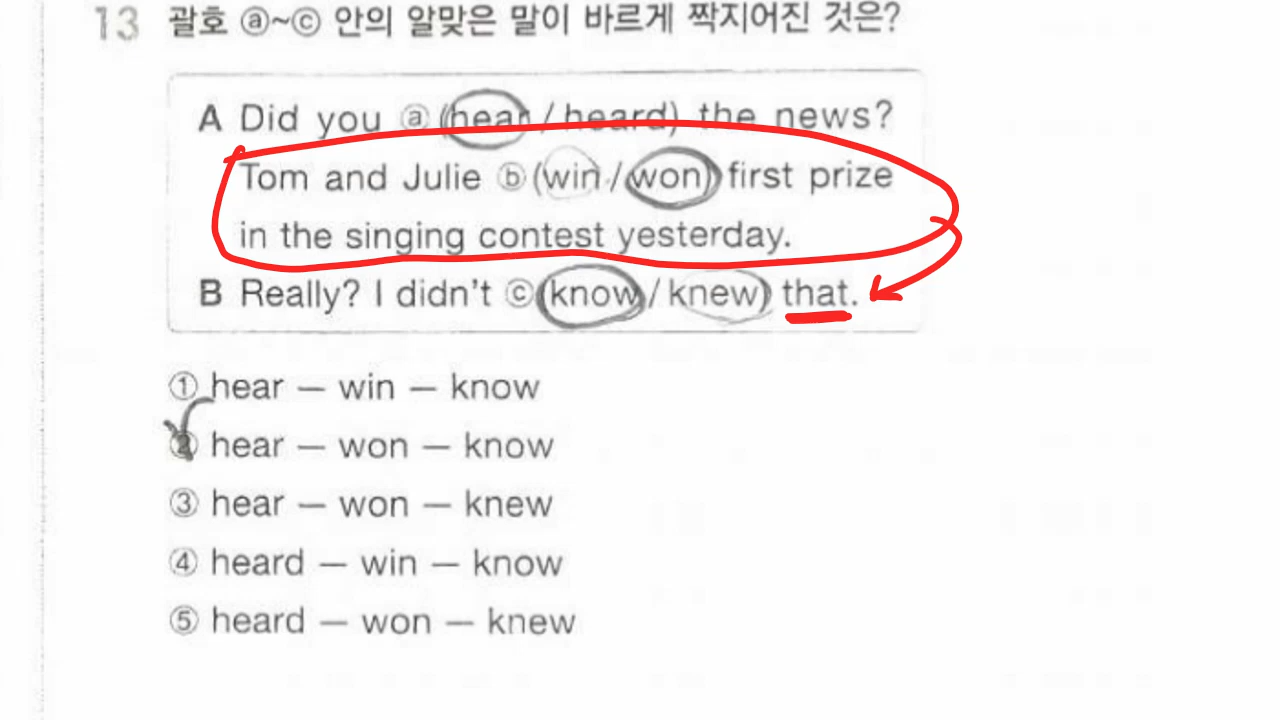 13 괄호 ⓐ~ⓒ 안의 알맞은 말이 바르게 짝지어진 것은?
A Did you ⓐ (hear / heard) the news?
Tom and Julie ⓑ (win / won) first prize
in the singing contest yesterday.
B Really? I didn't ⓒ (know / knew) that.
① hear – win – know
② hear – won – know
③ hear – won – knew
④ heard – win – know
⑤ heard – won – knew